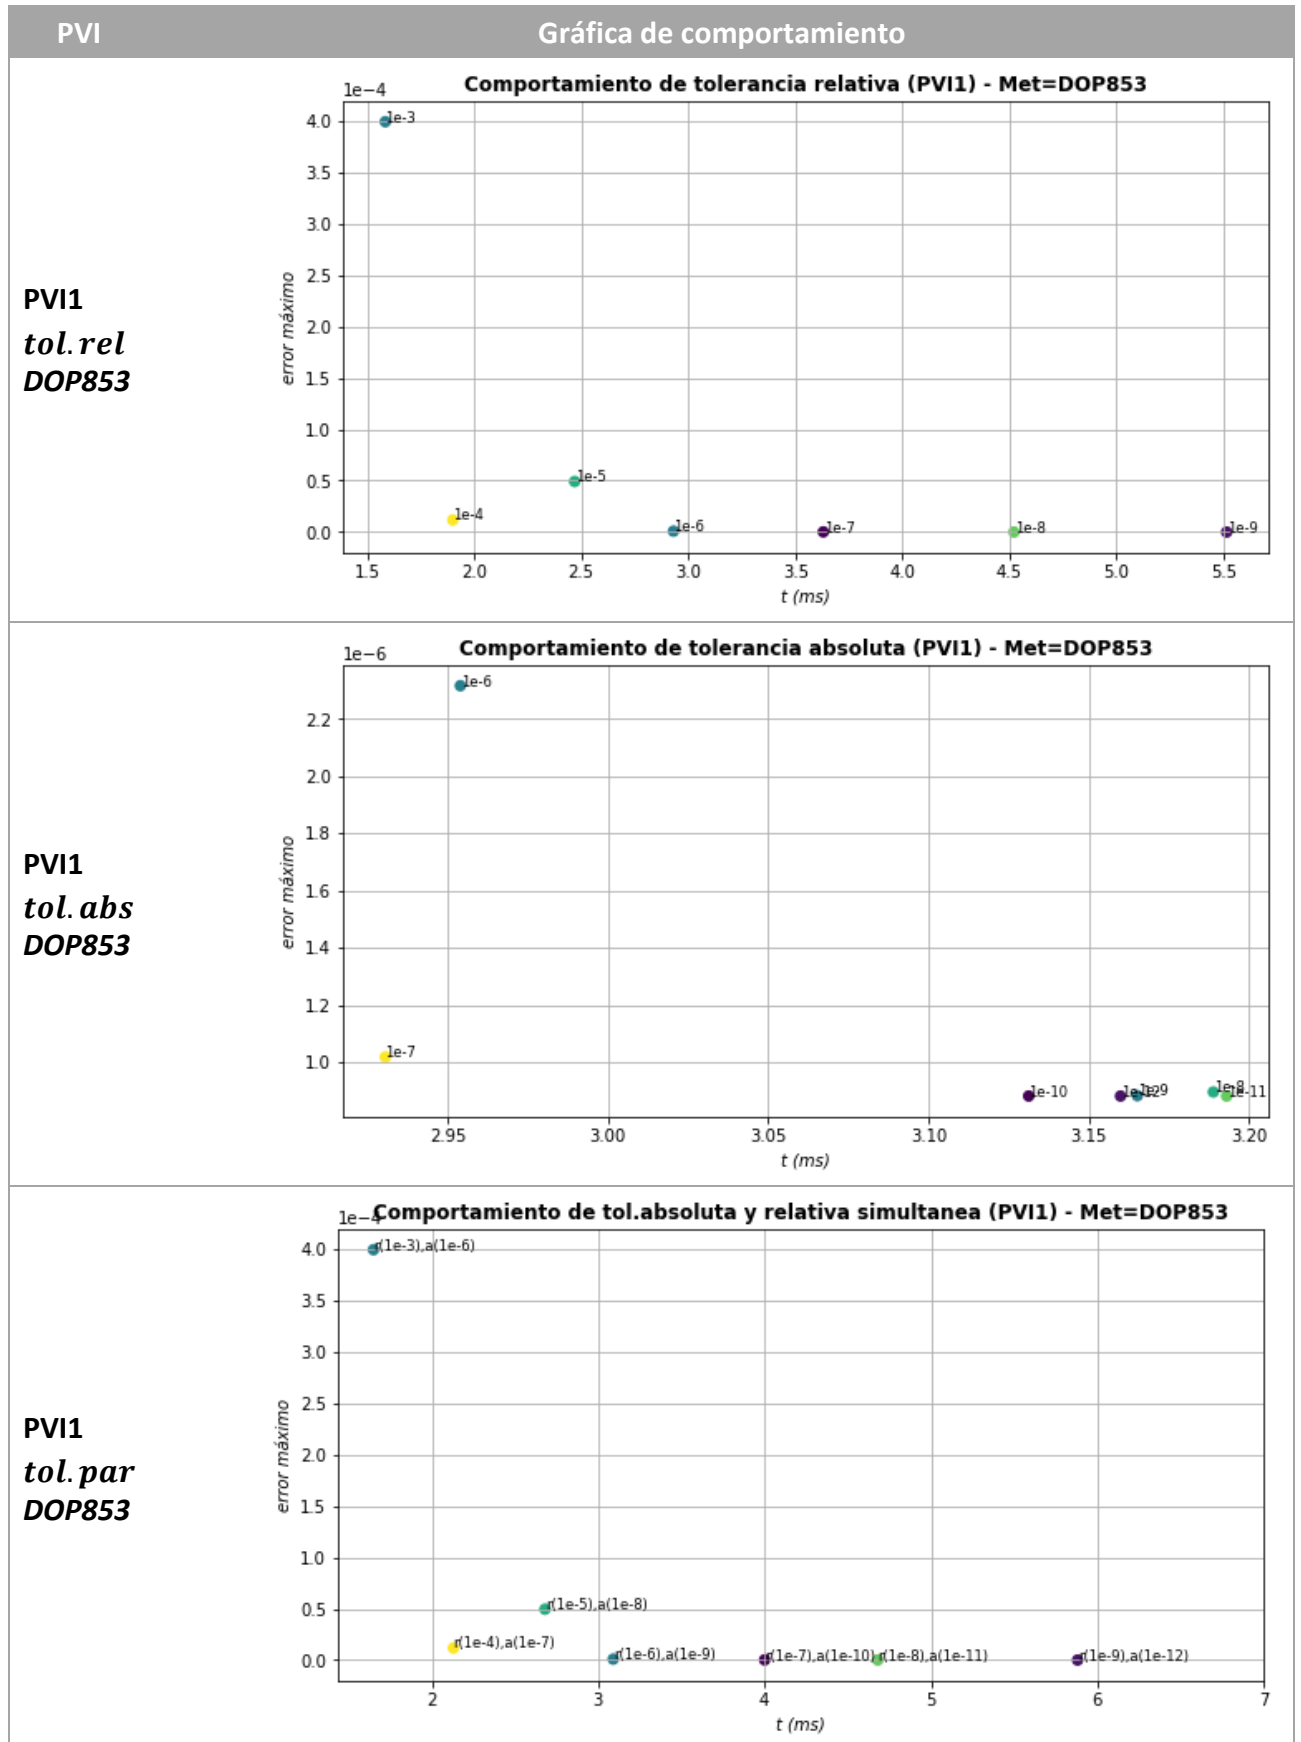 PVI Gráfica de comportamiento
Comportamiento de tolerancia relativa (PVI1) - Met=DOP853
1e−4
4.0
3.5
3.0
2.5
2.0
1.5
1.0
0.5
0.0
error máximo
1e-3
1e-4
1e-5
1e-6
1e-7
1e-8
1e-9
1.5 2.0 2.5 3.0 3.5 4.0 4.5 5.0 5.5
t (ms)
PVI1
tol.rel
DOP853
Comportamiento de tolerancia absoluta (PVI1) - Met=DOP853
1e−6
2.2
2.0
1.8
1.6
1.4
1.2
1.0
error máximo
1e-6
1e-7
1e-10
1e-12
1e-9
1e-8
1e-11
2.95 3.00 3.05 3.10 3.15 3.20
t (ms)
PVI1
tol.abs
DOP853
Comportamiento de tol.absoluta y relativa simultanea (PVI1) - Met=DOP853
1e−4
4.0
3.5
3.0
2.5
2.0
1.5
1.0
0.5
0.0
error máximo
r(1e-3),a(1e-6)
r(1e-4),a(1e-7)
r(1e-5),a(1e-8)
r(1e-6),a(1e-9)
r(1e-7),a(1e-10)
r(1e-8),a(1e-11)
r(1e-9),a(1e-12)
2 3 4 5 6 7
t (ms)
PVI1
tol.par
DOP853